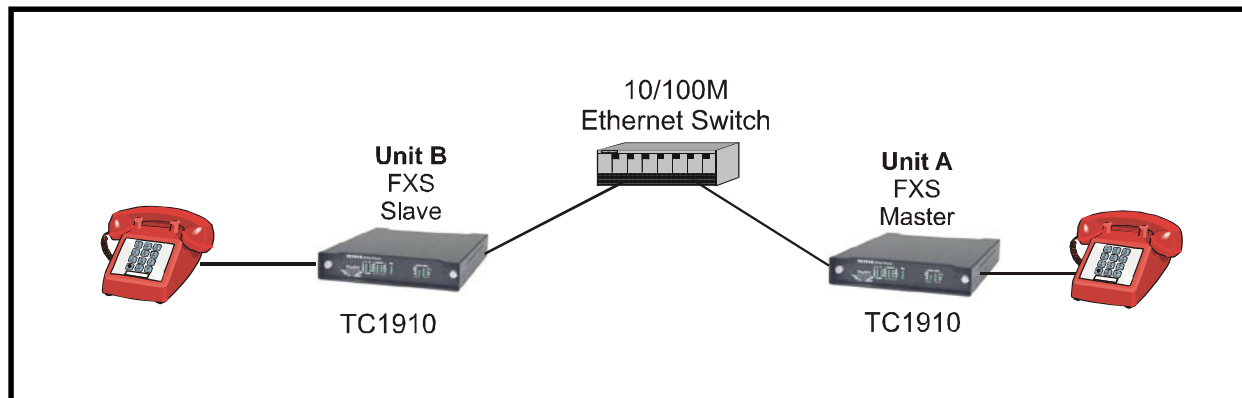 10/100M
Ethernet Switch
Unit B
FXS
Slave
Unit A
FXS
Master
TC1910
TC1910